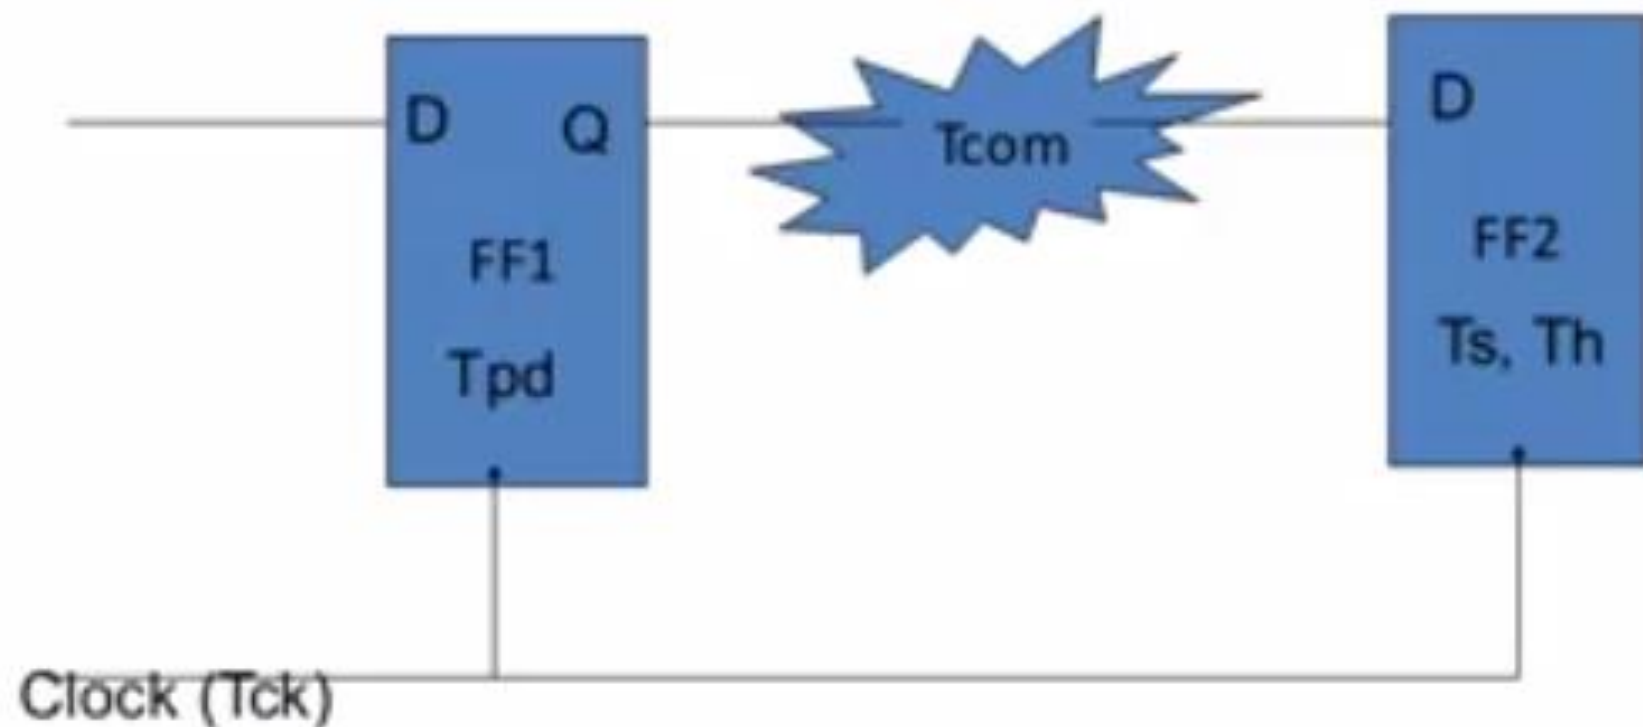 D Q
FF1
Tpd
Tcom
D
FF2
Ts, Th
Clock (Tck)